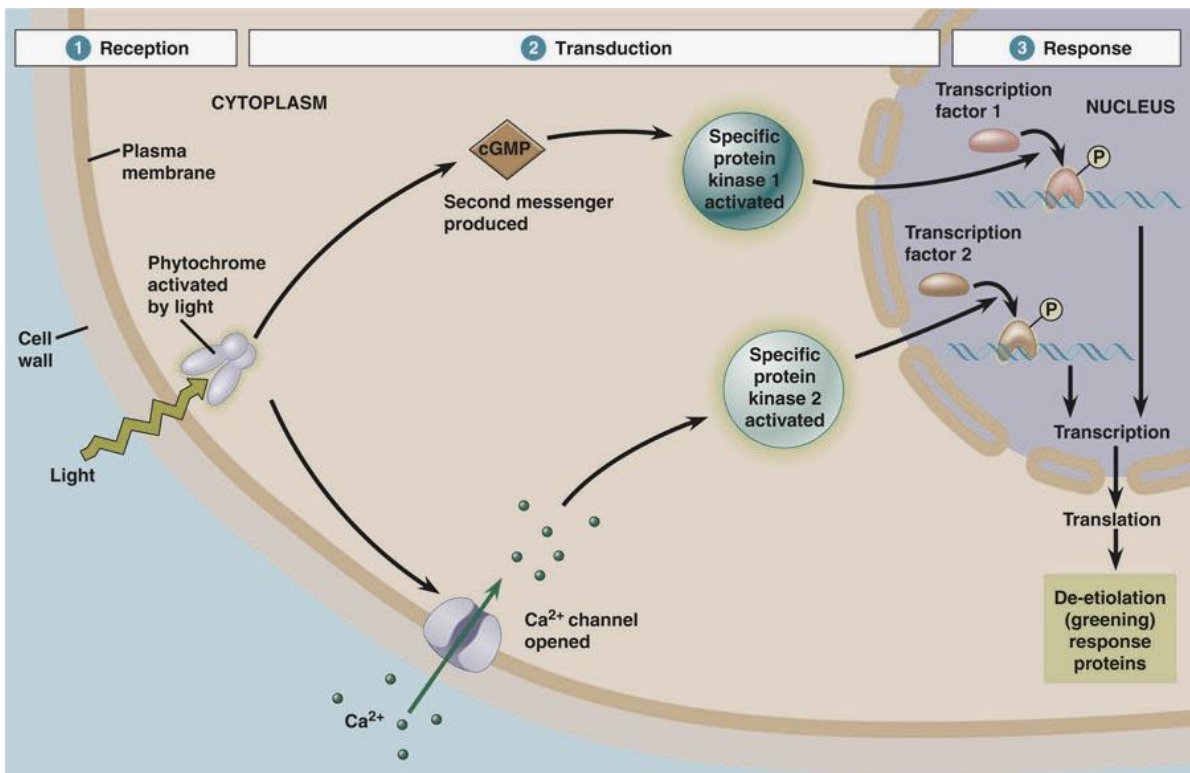 1 Reception
2 Transduction
3 Response
CYTOPLASM
Plasma
membrane
cGMP
Second messenger
produced
Specific
protein
kinase 1
activated
Transcription
factor 1
NUCLEUS
P
Transcription
factor 2
P
Phytochrome
activated
by light
Cell
wall
Light
Specific
protein
kinase 2
activated
Transcription
Translation
De-etiolation
(greening)
response
proteins
Ca²⁺ channel
opened
Ca²⁺